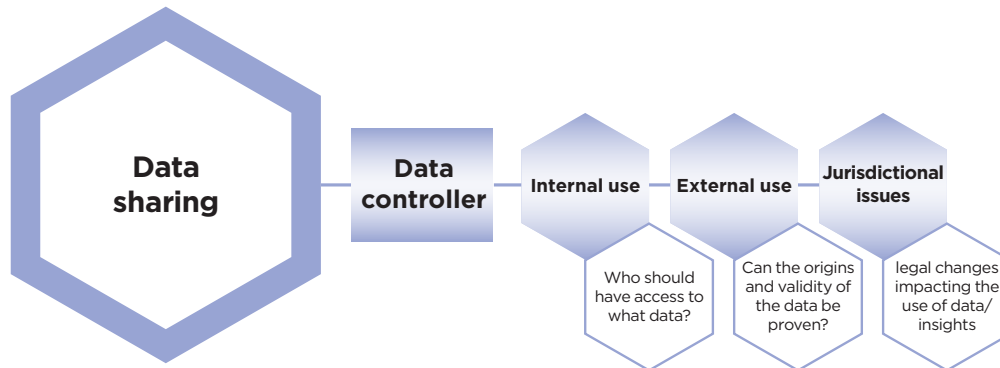 Data
sharing
Data
controller
Internal use
External use
Jurisdictional
issues
Who should
have access to
what data?
Can the origins
and validity of
the data be
proven?
legal changes
impacting the
use of data/
insights